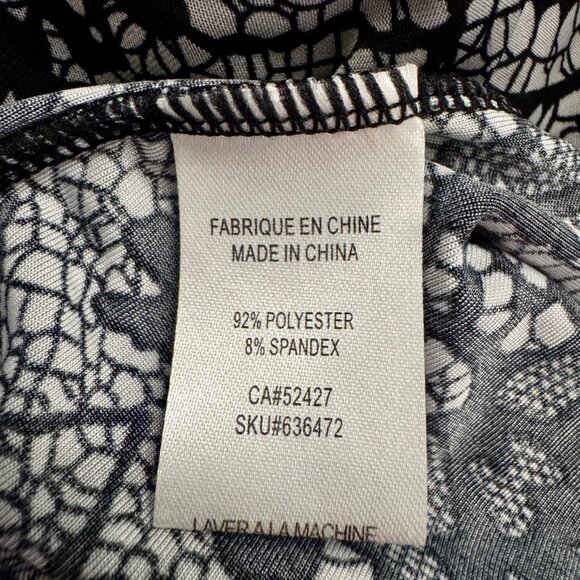 FABRIQUE EN CHINE
MADE IN CHINA
92% POLYESTER
8% SPANDEX
CA#52427
SKU#636472
LAVER A LA MACHINE